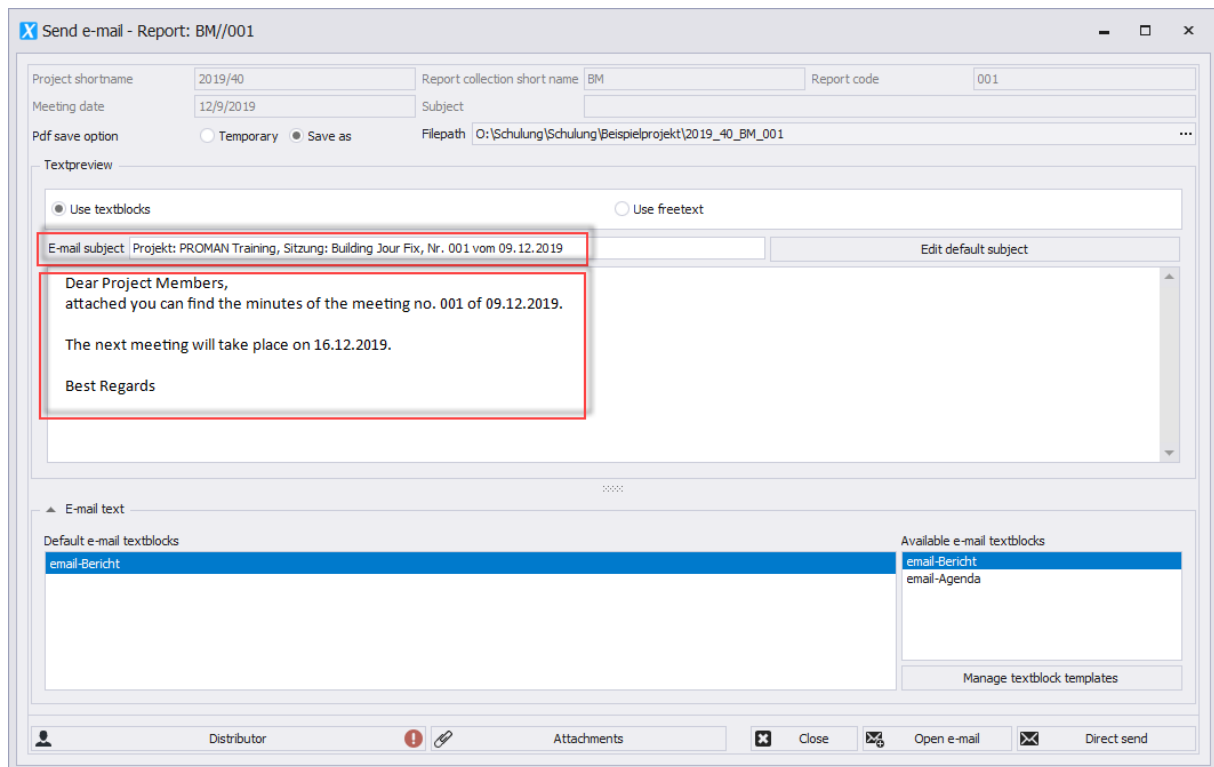 Send e-mail - Report: BM//001
Project shortname 2019/40 Report collection short name BM Report code 001
Meeting date 12/9/2019 Subject
Pdf save option Temporary Save as Filepath O:\Schulung\Schulung\Beispielprojekt\2019_40_BM_001 ...
Textpreview
Use textblocks Use freetext
E-mail subject Projekt: PROMAN Training, Sitzung: Building Jour Fix, Nr. 001 vom 09.12.2019 Edit default subject
Dear Project Members,
attached you can find the minutes of the meeting no. 001 of 09.12.2019.
The next meeting will take place on 16.12.2019.
Best Regards
E-mail text
Default e-mail textblocks Available e-mail textblocks
email-Bericht email-Bericht
email-Agenda
Manage textblock templates
Distributor Attachments Close Open e-mail Direct send